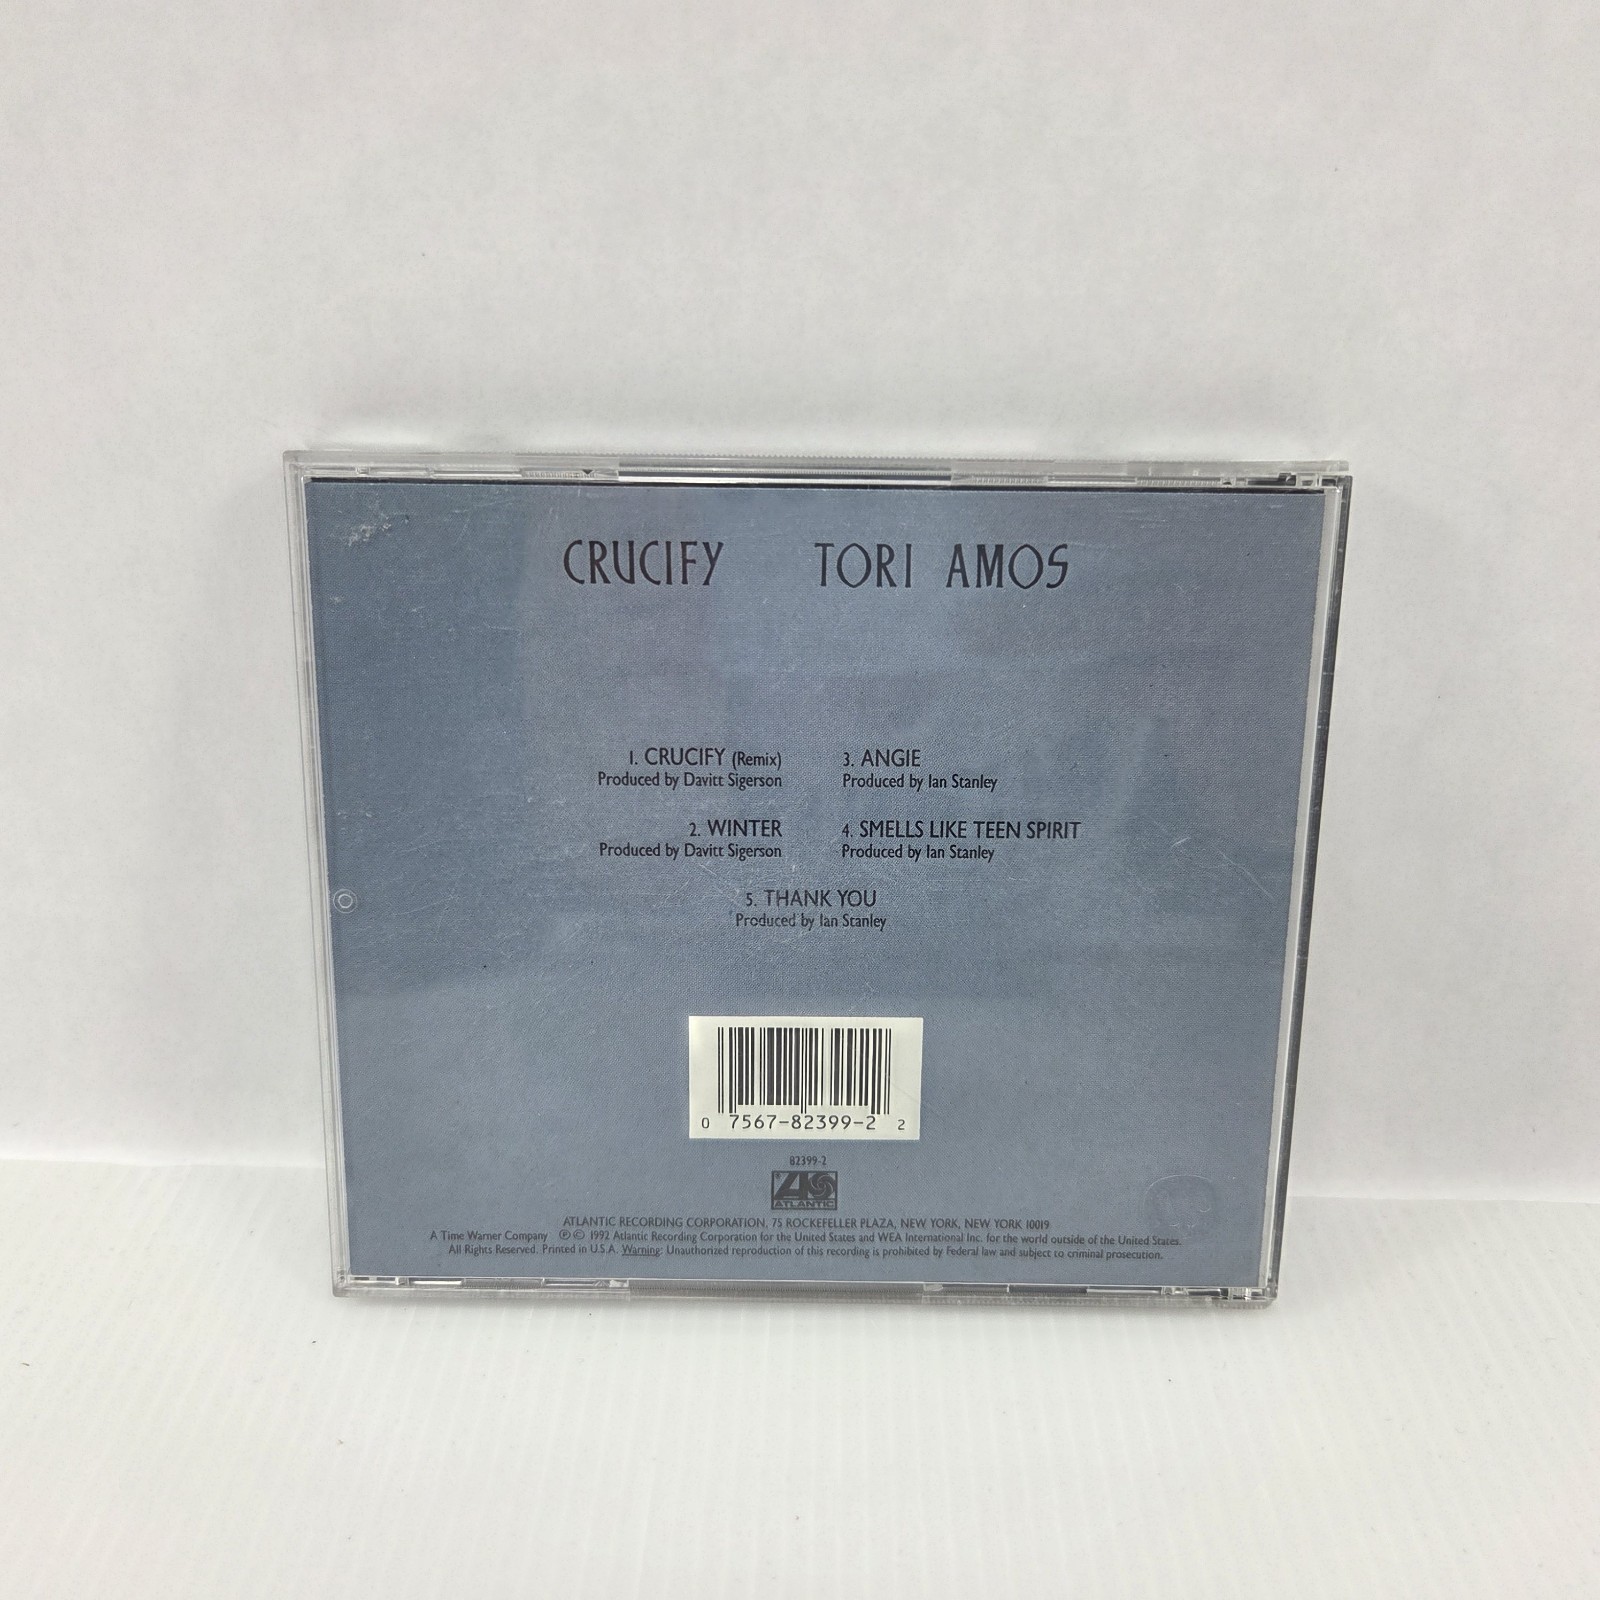 CRUCIFY TORI AMOS
1. CRUCIFY (Remix)
Produced by Davitt Sigerson
2. WINTER
Produced by Davitt Sigerson
3. ANGIE
Produced by Ian Stanley
4. SMELLS LIKE TEEN SPIRIT
Produced by Ian Stanley
5. THANK YOU
Produced by Ian Stanley
0 7567-82399-2 2
82399-2
ATLANTIC
ATLANTIC RECORDING CORPORATION, 75 ROCKEFELLER PLAZA, NEW YORK, NEW YORK 10019
A Time Warner Company ℗ © 1992 Atlantic Recording Corporation for the United States and WEA International Inc. for the world outside of the United States.
All Rights Reserved. Printed in U.S.A. Warning: Unauthorized reproduction of this recording is prohibited by Federal law and subject to criminal prosecution.